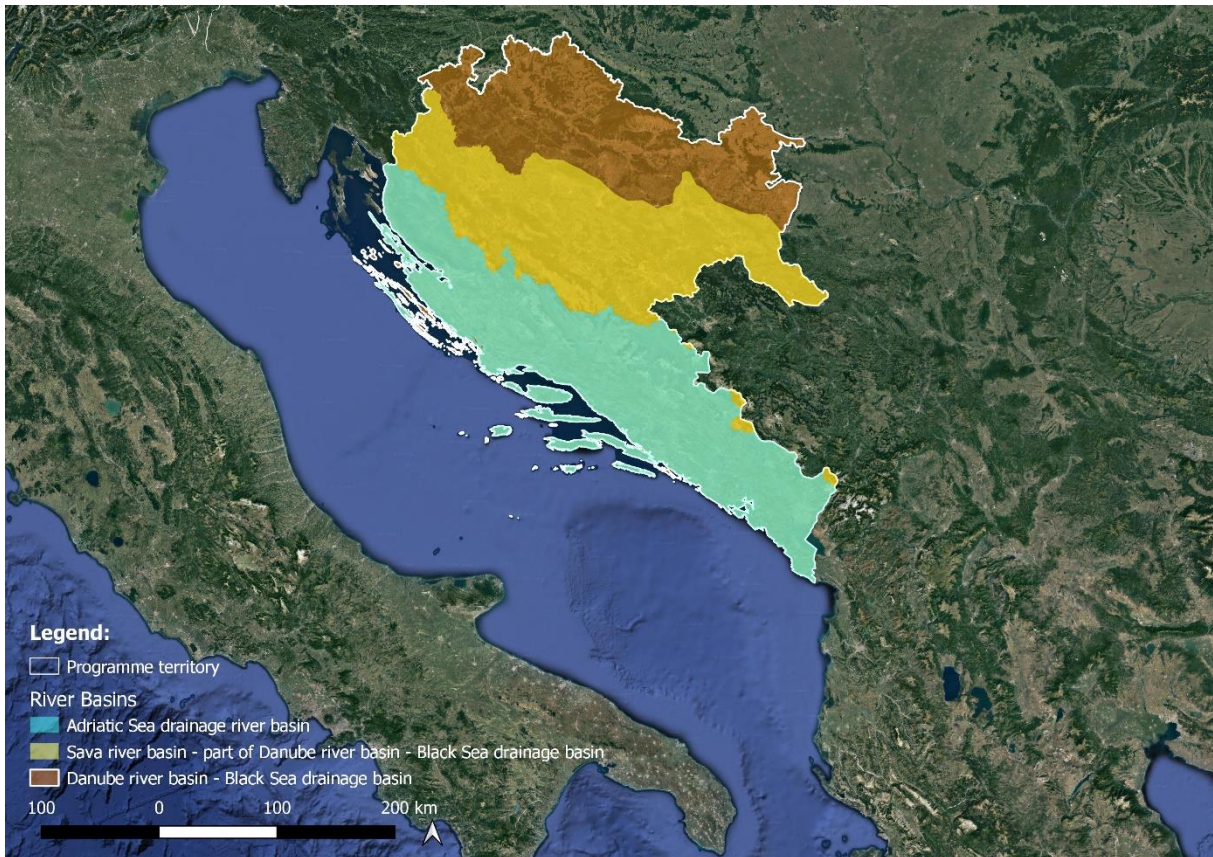 Legend:
Programme territory
River Basins
Adriatic Sea drainage river basin
Sava river basin - part of Danube river basin - Black Sea drainage basin
Danube river basin - Black Sea drainage basin
100 0 100 200 km